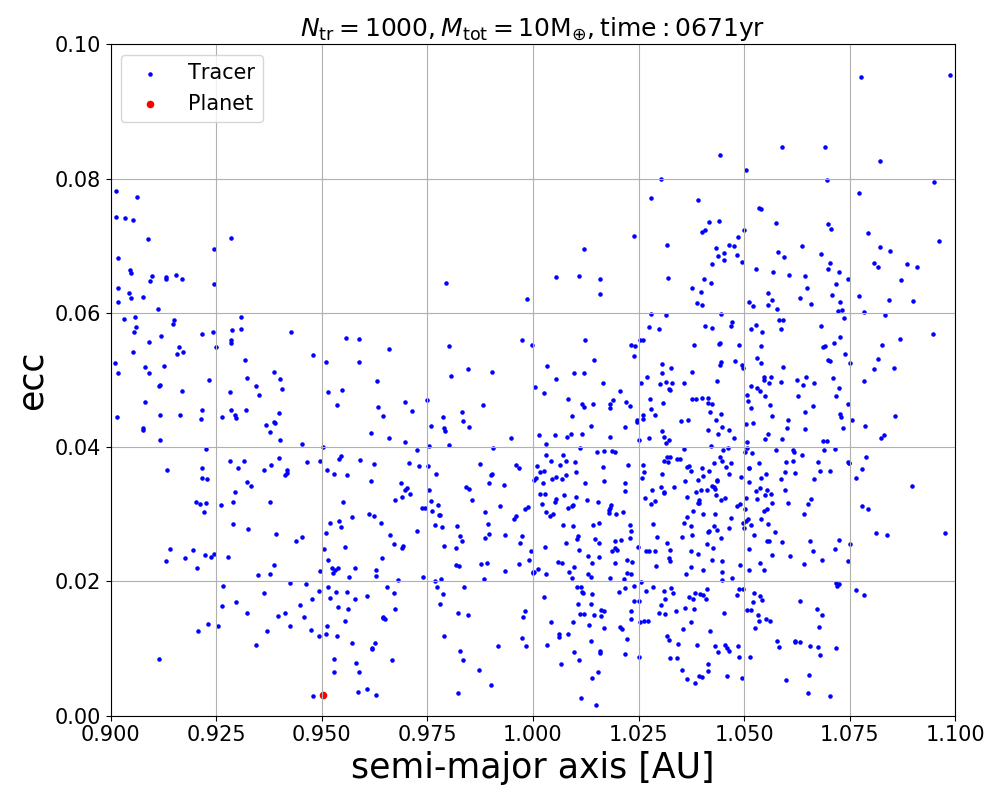 N_tr = 1000, M_tot = 10M_⊕, time : 0671yr
Tracer
Planet
ecc
0.10
0.08
0.06
0.04
0.02
0.00
0.900 0.925 0.950 0.975 1.000 1.025 1.050 1.075 1.100
semi-major axis [AU]